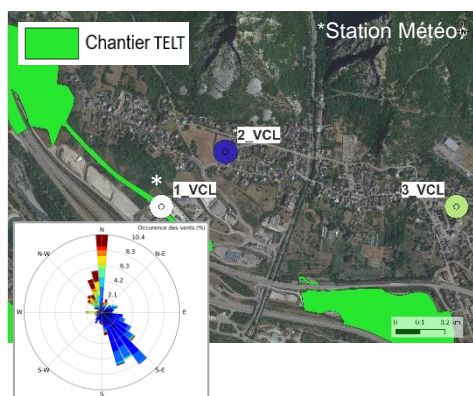 Chantier TELT
*Station Météo
2_VCL
*
1_VCL
3_VCL
Occurence des vents (%)
N
10.4
8.3
6.3
4.2
2.1
N-W
N-E
W
E
S-W
S-E
S
0 0.1 0.2 km